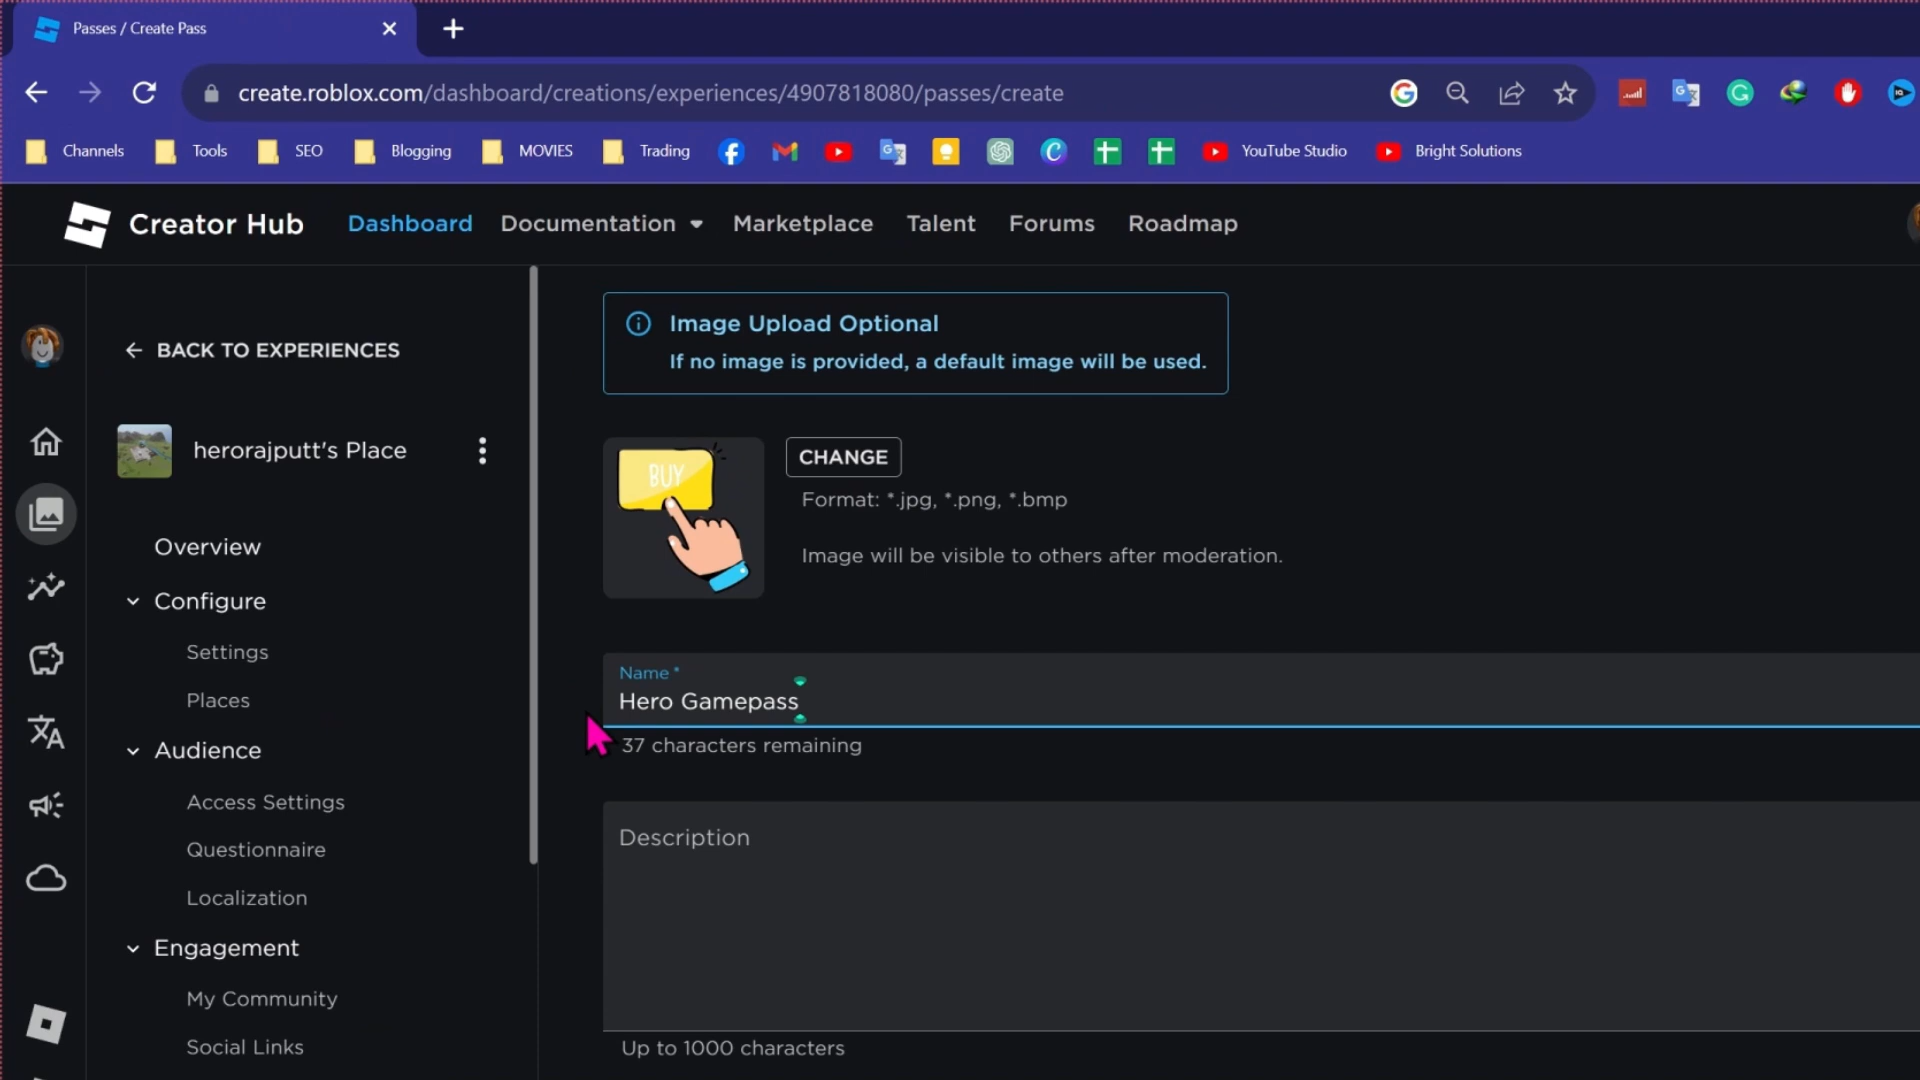 Passes / Create Pass
create.roblox.com/dashboard/creations/experiences/4907818080/passes/create
Channels Tools SEO Blogging MOVIES Trading YouTube Studio Bright Solutions
Creator Hub Dashboard Documentation Marketplace Talent Forums Roadmap
BACK TO EXPERIENCES
herorajputt's Place
Overview
Configure
Settings
Places
Audience
Access Settings
Questionnaire
Localization
Engagement
My Community
Social Links
Image Upload Optional
If no image is provided, a default image will be used.
BUY
CHANGE
Format: *.jpg, *.png, *.bmp
Image will be visible to others after moderation.
Name *
Hero Gamepass
37 characters remaining
Description
Up to 1000 characters